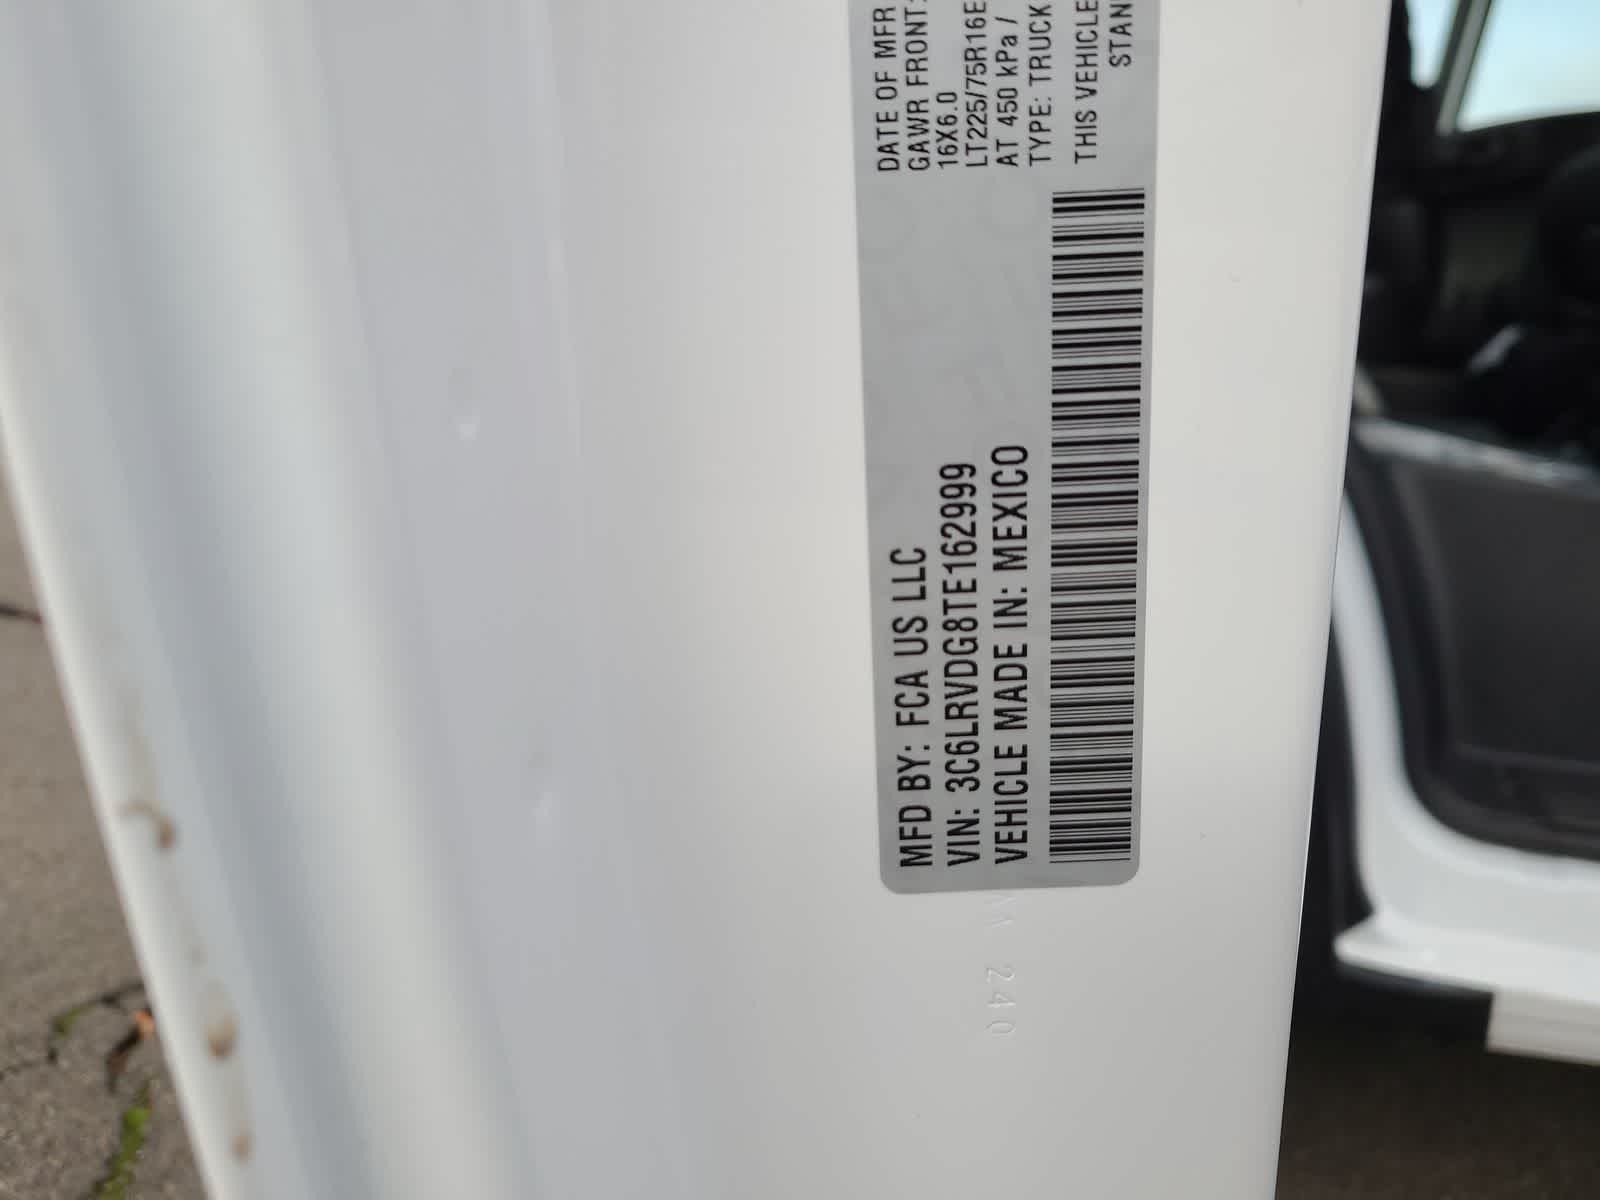 MFD BY: FCA US LLC
VIN: 3C6LRVDG8TE162999
VEHICLE MADE IN: MEXICO
DATE OF MFR
GAWR FRONT:
16X6.0
LT225/75R16E
AT 450 kPa /
TYPE: TRUCK
THIS VEHICLE
STAN
240